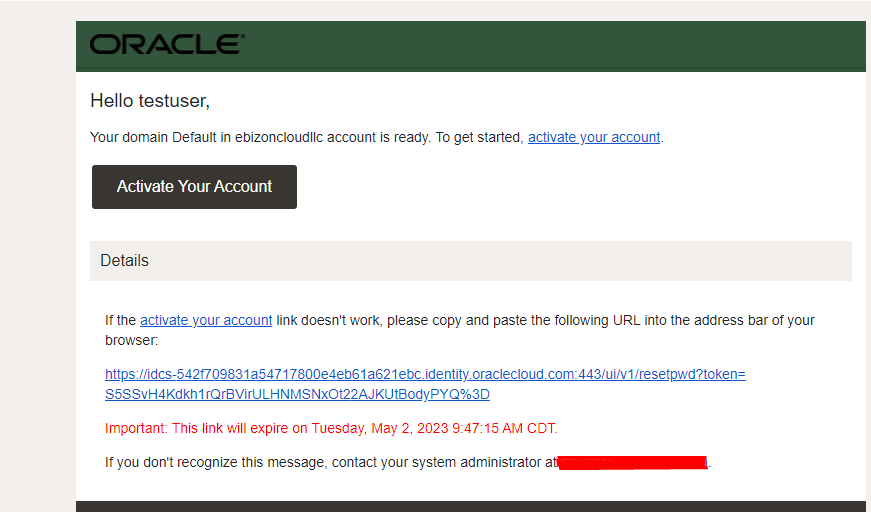 ORACLE®
Hello testuser,
Your domain Default in ebizoncloudllc account is ready. To get started, activate your account.
Activate Your Account
Details
If the activate your account link doesn't work, please copy and paste the following URL into the address bar of your
browser:
https://idcs-542f709831a54717800e4eb61a621ebc.identity.oraclecloud.com:443/ui/v1/resetpwd?token=
S5SSvH4Kdkh1rQrBVirULHNMSNxOt22AJKUtBodyPYQ%3D
Important: This link will expire on Tuesday, May 2, 2023 9:47:15 AM CDT.
If you don't recognize this message, contact your system administrator at